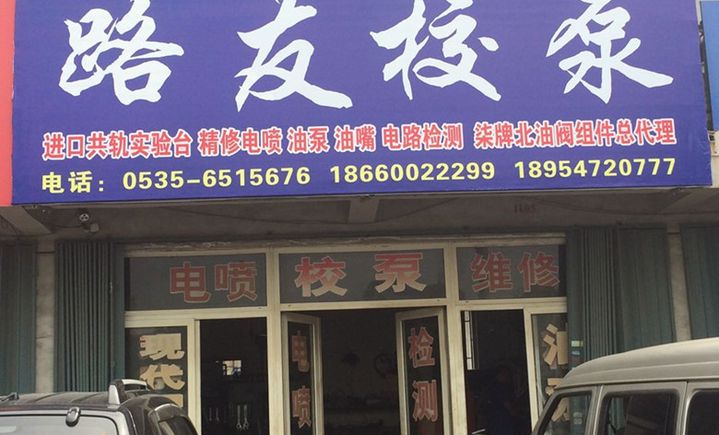 路友校泵
进口共轨实验台 精修电喷 油泵 油嘴 电路检测 柒牌北油阀组件总代理
电话：0535-6515676 18660022299 18954720777
电喷 校泵 维修
现代
电喷
检测
油